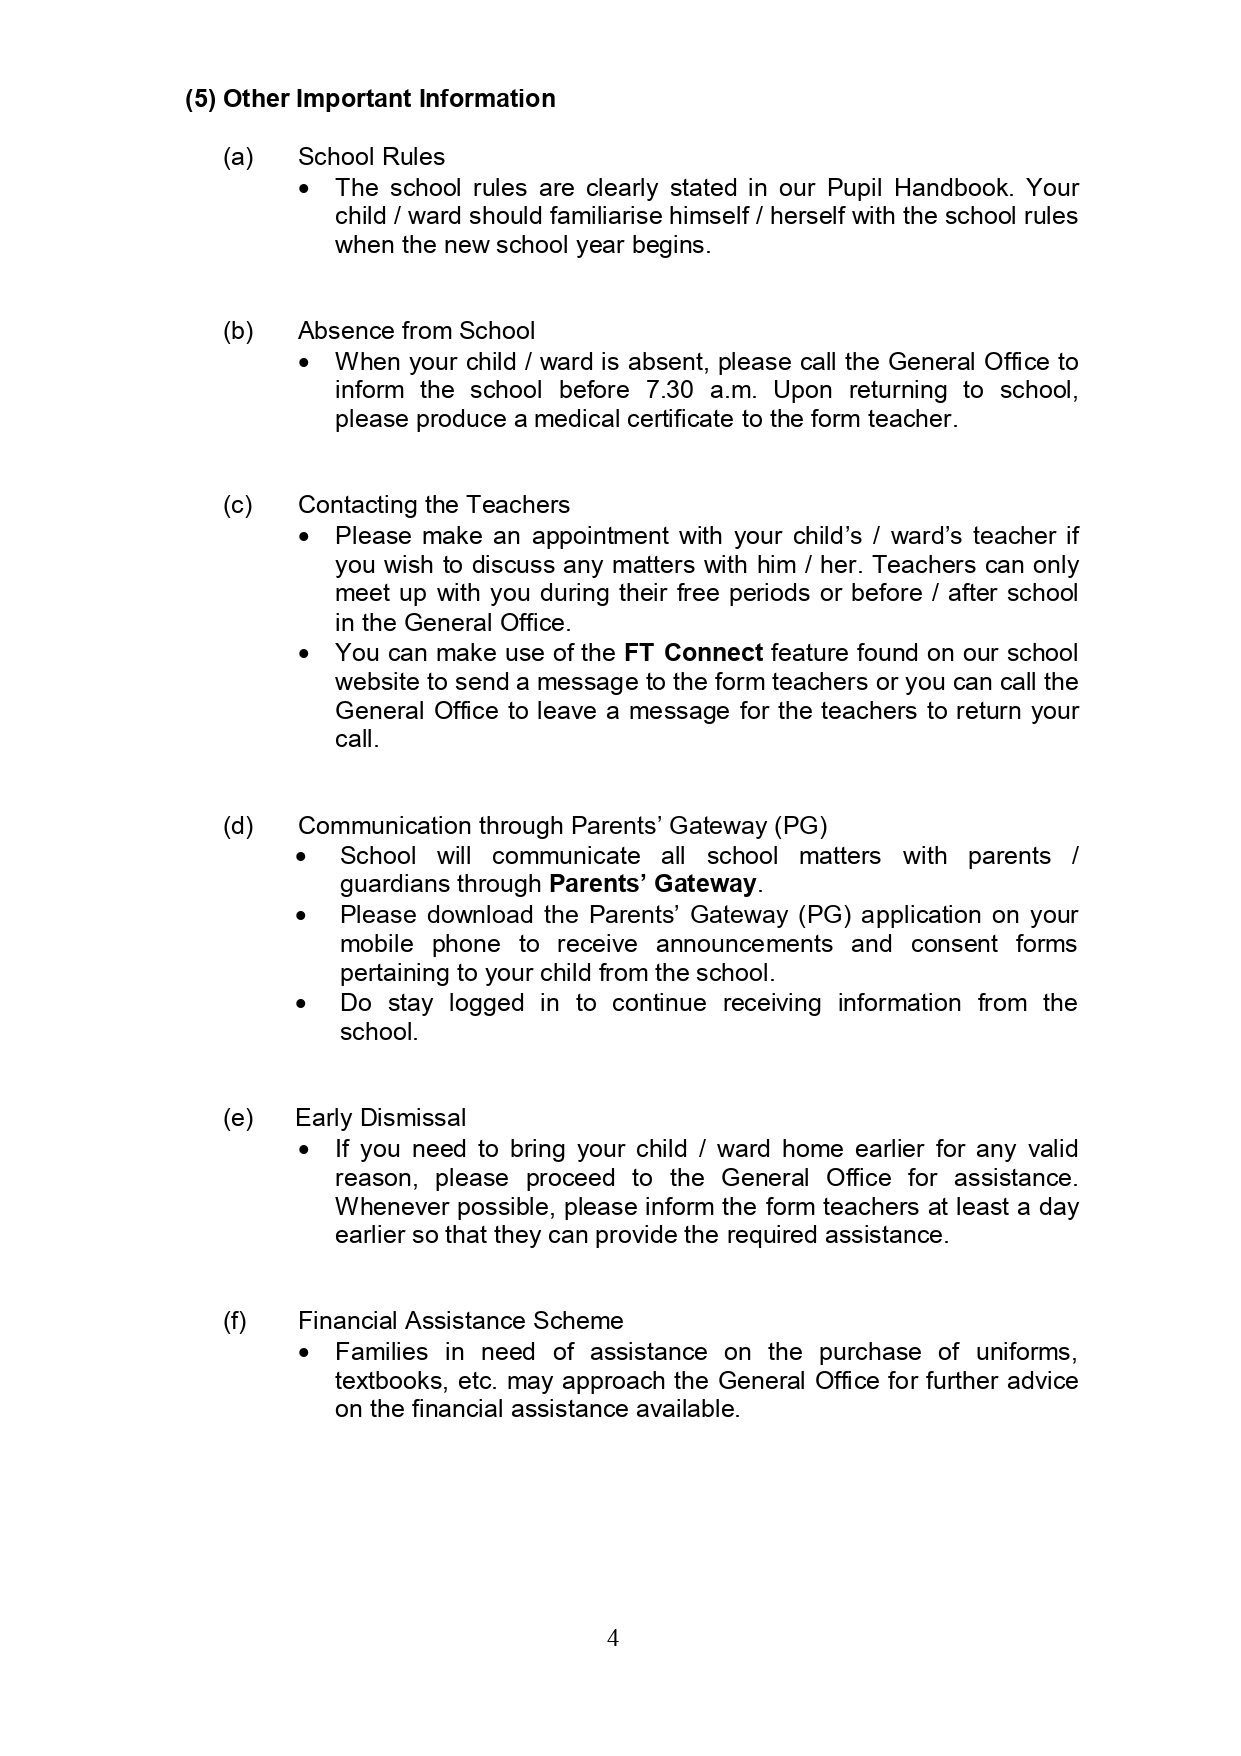 (5) Other Important Information
(a) School Rules
• The school rules are clearly stated in our Pupil Handbook. Your
child / ward should familiarise himself / herself with the school rules
when the new school year begins.
(b) Absence from School
• When your child / ward is absent, please call the General Office to
inform the school before 7.30 a.m. Upon returning to school,
please produce a medical certificate to the form teacher.
(c) Contacting the Teachers
• Please make an appointment with your child’s / ward’s teacher if
you wish to discuss any matters with him / her. Teachers can only
meet up with you during their free periods or before / after school
in the General Office.
• You can make use of the FT Connect feature found on our school
website to send a message to the form teachers or you can call the
General Office to leave a message for the teachers to return your
call.
(d) Communication through Parents’ Gateway (PG)
• School will communicate all school matters with parents /
guardians through Parents’ Gateway.
• Please download the Parents’ Gateway (PG) application on your
mobile phone to receive announcements and consent forms
pertaining to your child from the school.
• Do stay logged in to continue receiving information from the
school.
(e) Early Dismissal
• If you need to bring your child / ward home earlier for any valid
reason, please proceed to the General Office for assistance.
Whenever possible, please inform the form teachers at least a day
earlier so that they can provide the required assistance.
(f) Financial Assistance Scheme
• Families in need of assistance on the purchase of uniforms,
textbooks, etc. may approach the General Office for further advice
on the financial assistance available.
4